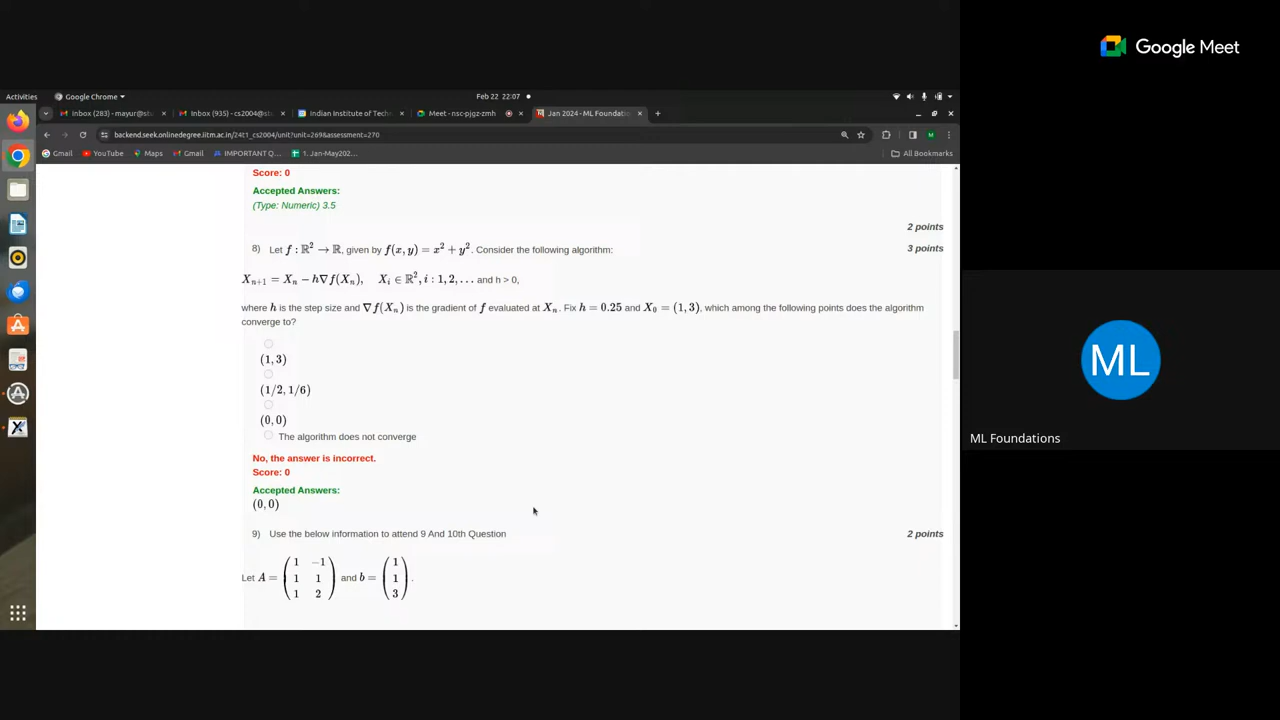 Google Meet
Activities
Google Chrome
Feb 22 22:07
Inbox (283) - mayur@st
Inbox (935) - cs2004@st
Indian Institute of Techn
Meet - nsc-pjgz-zmh
Jan 2024 - ML Foundatio
backend.seek.onlinedegree.iitm.ac.in/24t1_cs2004/unit?unit=269&assessment=270
Gmail
YouTube
Maps
Gmail
IMPORTANT Q...
1. Jan-May202...
All Bookmarks
Score: 0
Accepted Answers:
(Type: Numeric) 3.5
2 points
8) Let f : ℝ² → ℝ, given by f(x, y) = x² + y². Consider the following algorithm:
3 points
Xₙ₊₁ = Xₙ − h∇f(Xₙ), Xᵢ ∈ ℝ², i : 1, 2, … and h > 0,
where h is the step size and ∇f(Xₙ) is the gradient of f evaluated at Xₙ. Fix h = 0.25 and X₀ = (1, 3), which among the following points does the algorithm
converge to?
(1, 3)
(1/2, 1/6)
(0, 0)
The algorithm does not converge
No, the answer is incorrect.
Score: 0
Accepted Answers:
(0, 0)
9) Use the below information to attend 9 And 10th Question
2 points
1 −1 1
Let A = 1 1 and b = 1 .
1 2 3
ML
ML Foundations